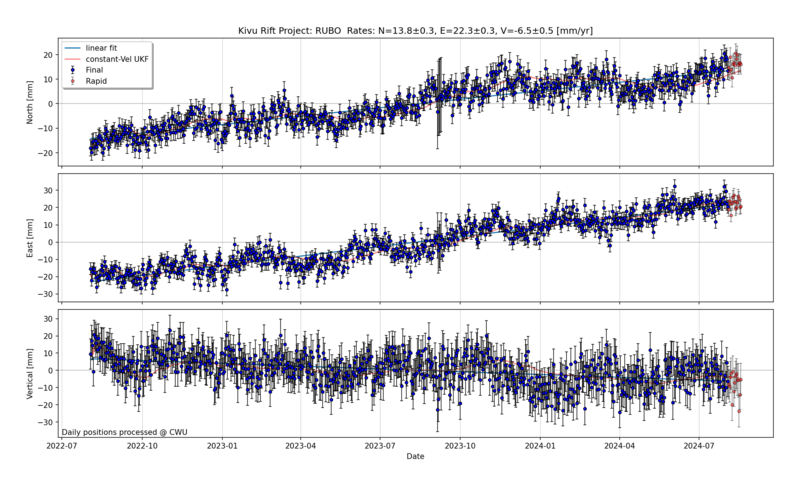 Kivu Rift Project: RUBO Rates: N=13.8±0.3, E=22.3±0.3, V=-6.5±0.5 [mm/yr]
linear fit
constant-Vel UKF
Final
Rapid
North [mm]
20
10
0
−10
−20
East [mm]
30
20
10
0
−10
−20
−30
Vertical [mm]
30
20
10
0
−10
−20
−30
Daily positions processed @ CWU
2022-07
2022-10
2023-01
2023-04
2023-07
2023-10
2024-01
2024-04
2024-07
Date